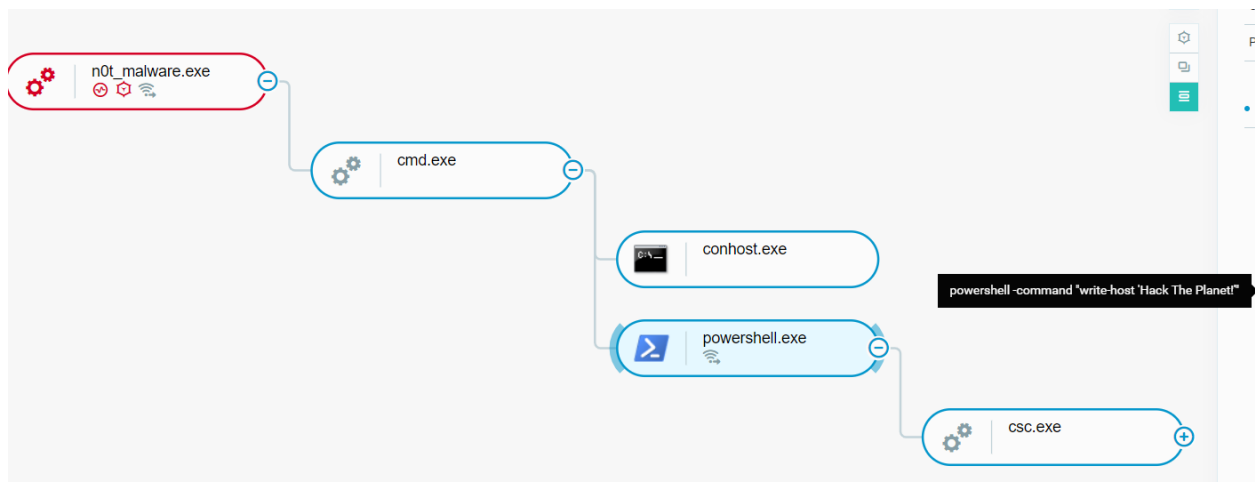 n0t_malware.exe
cmd.exe
conhost.exe
powershell -command "write-host 'Hack The Planet!'"
powershell.exe
csc.exe